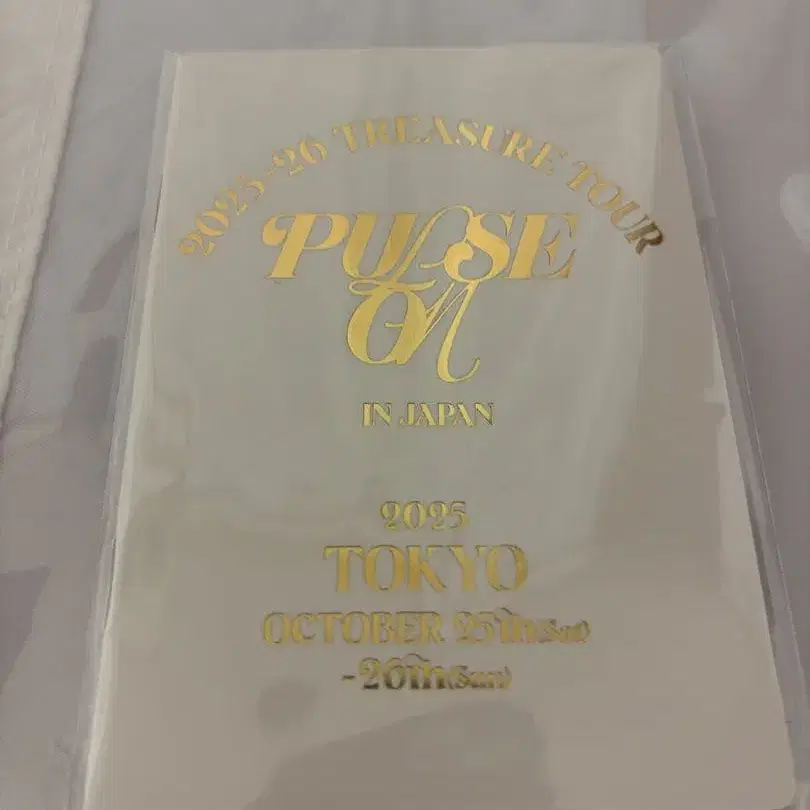 2025-26 TREASURE TOUR
PULSE
ON
IN JAPAN
2025
TOKYO
OCTOBER 25th(Sat)
-26th(Sun)